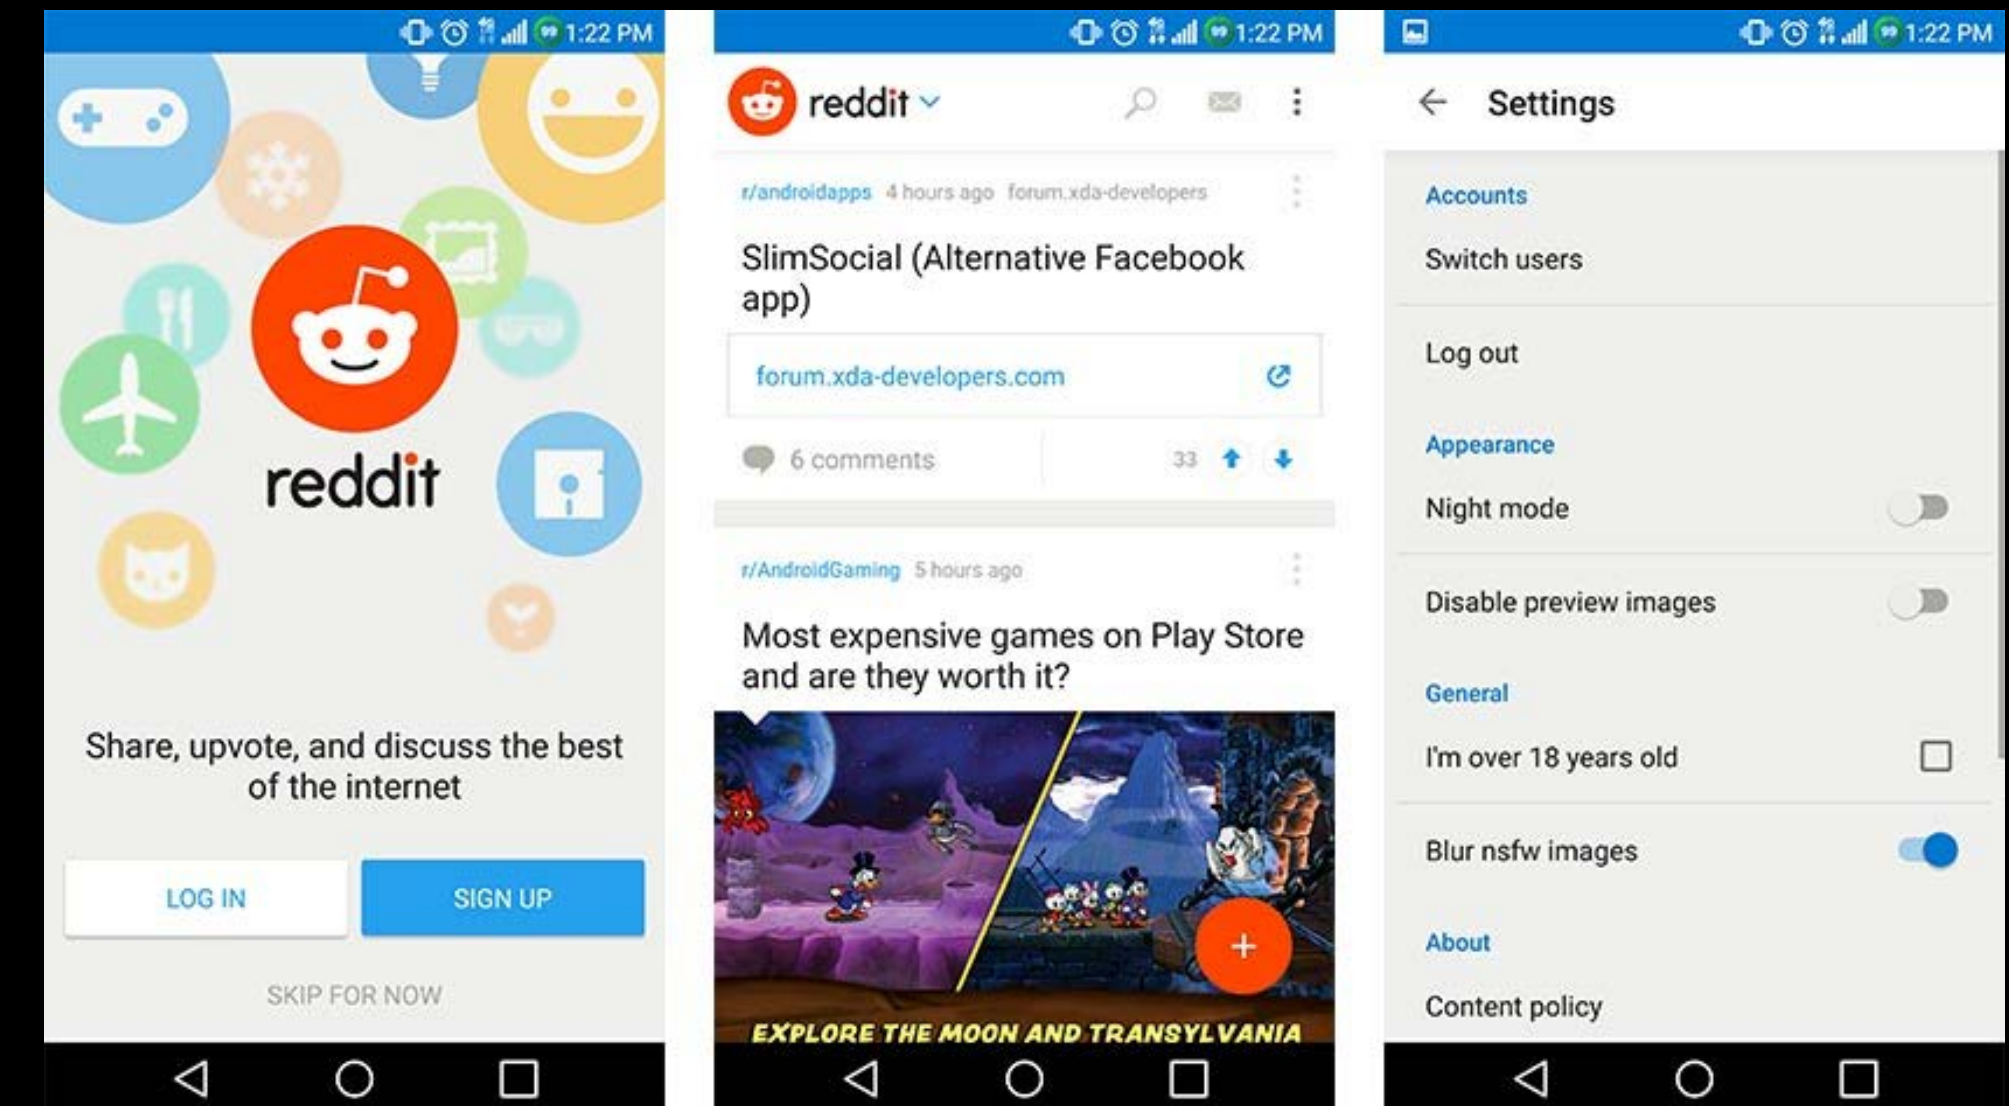 1:22 PM
reddit
Share, upvote, and discuss the best
of the internet
LOG IN
SIGN UP
SKIP FOR NOW
1:22 PM
reddit
r/androidapps 4 hours ago forum.xda-developers
SlimSocial (Alternative Facebook
app)
forum.xda-developers.com
6 comments
33
r/AndroidGaming 5 hours ago
Most expensive games on Play Store
and are they worth it?
EXPLORE THE MOON AND TRANSYLVANIA
1:22 PM
Settings
Accounts
Switch users
Log out
Appearance
Night mode
Disable preview images
General
I'm over 18 years old
Blur nsfw images
About
Content policy